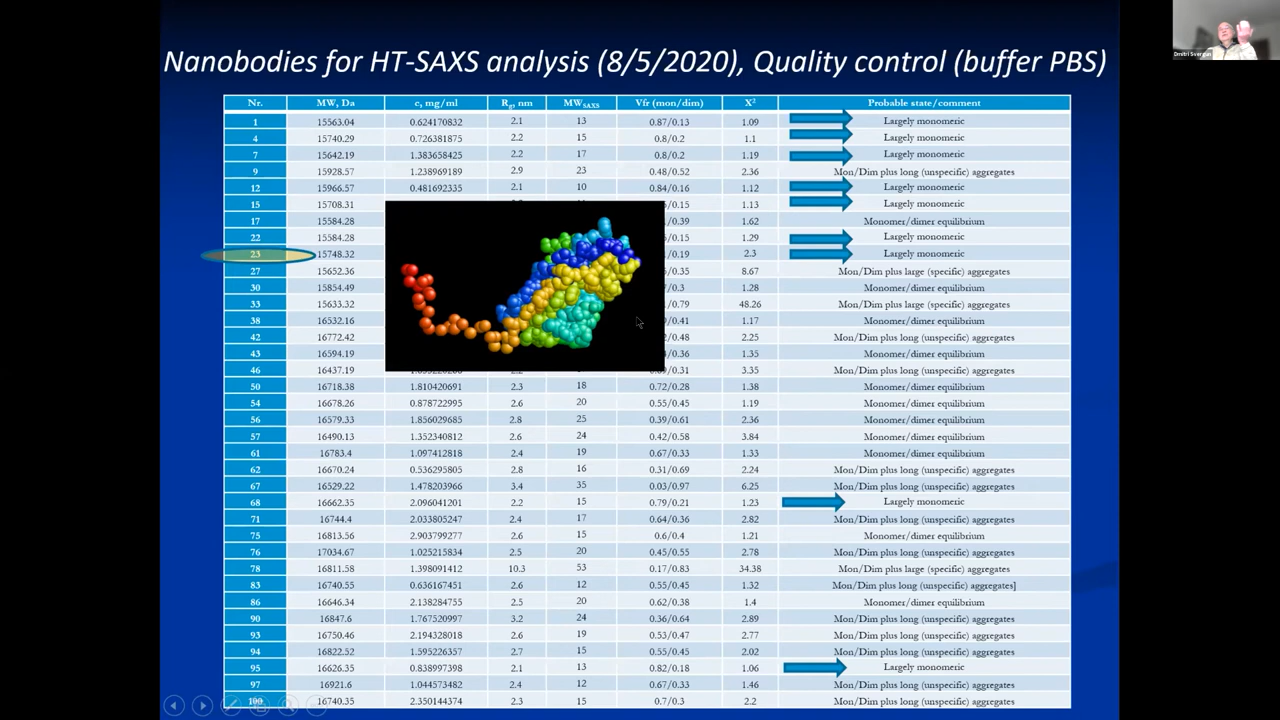 Nanobodies for HT-SAXS analysis (8/5/2020), Quality control (buffer PBS)
Dmitri Svergun
Nr. MW, Da c, mg/ml Rg, nm MWSAXS Vfr (mon/dim) X² Probable state/comment
1 15563.04 0.624170832 2.1 13 0.87/0.13 1.09 Largely monomeric
4 15740.29 0.726381875 2.2 15 0.8/0.2 1.1 Largely monomeric
7 15642.19 1.383658425 2.2 17 0.8/0.2 1.19 Largely monomeric
9 15928.57 1.238969189 2.9 23 0.48/0.52 2.36 Mon/Dim plus long (unspecific) aggregates
12 15966.57 0.481692335 2.1 10 0.84/0.16 1.12 Largely monomeric
15 15708.31 /0.15 1.13 Largely monomeric
17 15584.28 /0.39 1.62 Monomer/dimer equilibrium
22 15584.28 /0.15 1.29 Largely monomeric
23 15748.32 /0.19 2.3 Largely monomeric
27 15652.36 /0.35 8.67 Mon/Dim plus large (specific) aggregates
30 15854.49 /0.3 1.28 Monomer/dimer equilibrium
33 15633.32 /0.79 48.26 Mon/Dim plus large (specific) aggregates
38 16532.16 /0.41 1.17 Monomer/dimer equilibrium
42 16772.42 /0.48 2.25 Mon/Dim plus long (unspecific) aggregates
43 16594.19 /0.36 1.35 Monomer/dimer equilibrium
46 16437.19 /0.31 3.35 Mon/Dim plus long (unspecific) aggregates
50 16718.38 1.810420691 2.3 18 0.72/0.28 1.38 Monomer/dimer equilibrium
54 16678.26 0.878722995 2.6 20 0.55/0.45 1.19 Monomer/dimer equilibrium
56 16579.33 1.856029685 2.8 25 0.39/0.61 2.36 Monomer/dimer equilibrium
57 16490.13 1.352340812 2.6 24 0.42/0.58 3.84 Monomer/dimer equilibrium
61 16783.4 1.097412818 2.4 19 0.67/0.33 1.33 Monomer/dimer equilibrium
62 16670.24 0.536295805 2.8 16 0.31/0.69 2.24 Mon/Dim plus long (unspecific) aggregates
67 16529.22 1.478203966 3.4 35 0.03/0.97 6.25 Mon/Dim plus long (unspecific) aggregates
68 16662.35 2.096041201 2.2 15 0.79/0.21 1.23 Largely monomeric
71 16744.4 2.033805247 2.4 17 0.64/0.36 2.82 Mon/Dim plus long (unspecific) aggregates
75 16813.56 2.903799277 2.6 15 0.6/0.4 1.21 Monomer/dimer equilibrium
76 17034.67 1.025215834 2.5 20 0.45/0.55 2.78 Mon/Dim plus long (unspecific) aggregates
78 16811.58 1.398091412 10.3 53 0.17/0.83 34.38 Mon/Dim plus large (specific) aggregates
83 16740.55 0.636167451 2.6 12 0.55/0.45 1.32 Mon/Dim plus long (unspecific) aggregates]
86 16646.34 2.138284755 2.5 20 0.62/0.38 1.4 Monomer/dimer equilibrium
90 16847.6 1.767520997 3.2 24 0.36/0.64 2.89 Mon/Dim plus long (unspecific) aggregates
93 16750.46 2.194328018 2.6 19 0.53/0.47 2.77 Mon/Dim plus long (unspecific) aggregates
94 16822.52 1.595226357 2.7 15 0.55/0.45 2.02 Mon/Dim plus long (unspecific) aggregates
95 16626.35 0.838997398 2.1 13 0.82/0.18 1.06 Largely monomeric
97 16921.6 1.044573482 2.4 12 0.67/0.33 1.46 Mon/Dim plus long (unspecific) aggregates
100 16740.35 2.350144374 2.3 15 0.7/0.3 2.2 Mon/Dim plus long (unspecific) aggregates